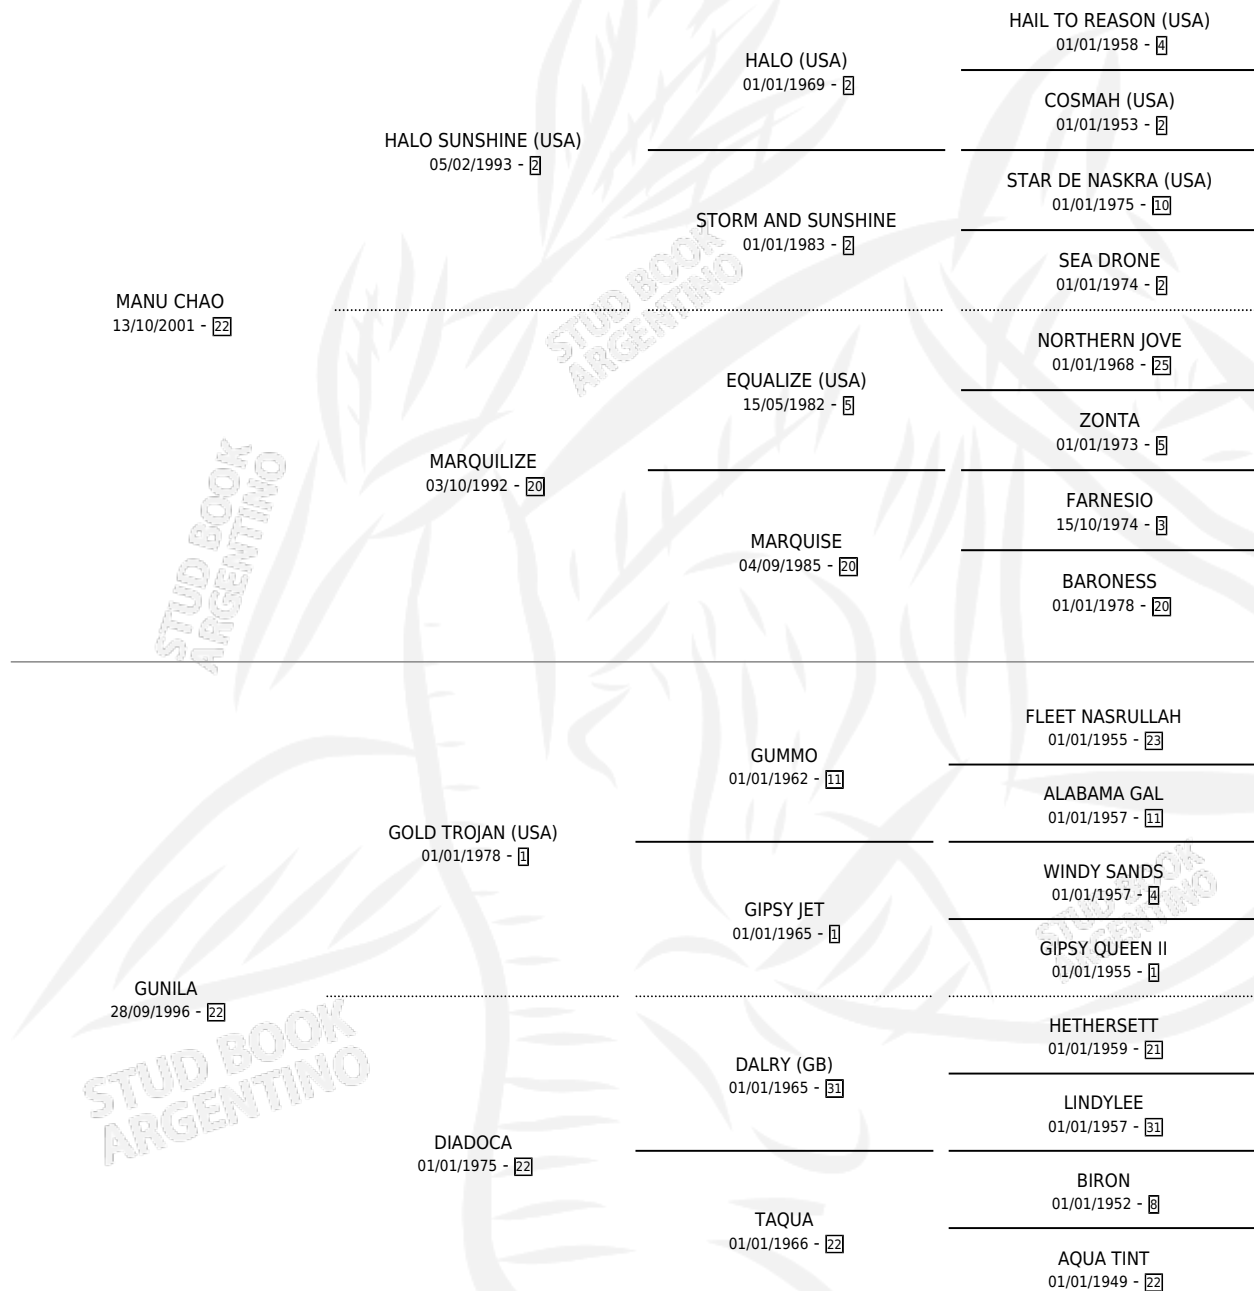 HAIL TO REASON (USA)
01/01/1958 - 4
HALO (USA)
01/01/1969 - 2
COSMAH (USA)
01/01/1953 - 2
HALO SUNSHINE (USA)
05/02/1993 - 2
STAR DE NASKRA (USA)
01/01/1975 - 10
STORM AND SUNSHINE
01/01/1983 - 2
SEA DRONE
01/01/1974 - 2
MANU CHAO
13/10/2001 - 22
NORTHERN JOVE
01/01/1968 - 25
EQUALIZE (USA)
15/05/1982 - 5
ZONTA
01/01/1973 - 5
MARQUILIZE
03/10/1992 - 20
FARNESIO
15/10/1974 - 3
MARQUISE
04/09/1985 - 20
BARONESS
01/01/1978 - 20
FLEET NASRULLAH
01/01/1955 - 23
GUMMO
01/01/1962 - 11
ALABAMA GAL
01/01/1957 - 11
GOLD TROJAN (USA)
01/01/1978 - 1
WINDY SANDS
01/01/1957 - 4
GIPSY JET
01/01/1965 - 1
GIPSY QUEEN II
01/01/1955 - 1
GUNILA
28/09/1996 - 22
HETHERSETT
01/01/1959 - 21
DALRY (GB)
01/01/1965 - 31
LINDYLEE
01/01/1957 - 31
DIADOCA
01/01/1975 - 22
BIRON
01/01/1952 - 8
TAQUA
01/01/1966 - 22
AQUA TINT
01/01/1949 - 22
STUD BOOK
ARGENTINO
STUD BOOK
ARGENTINO
STUD BOOK
ARGENTINO
STUD BOOK
ARGENTINO